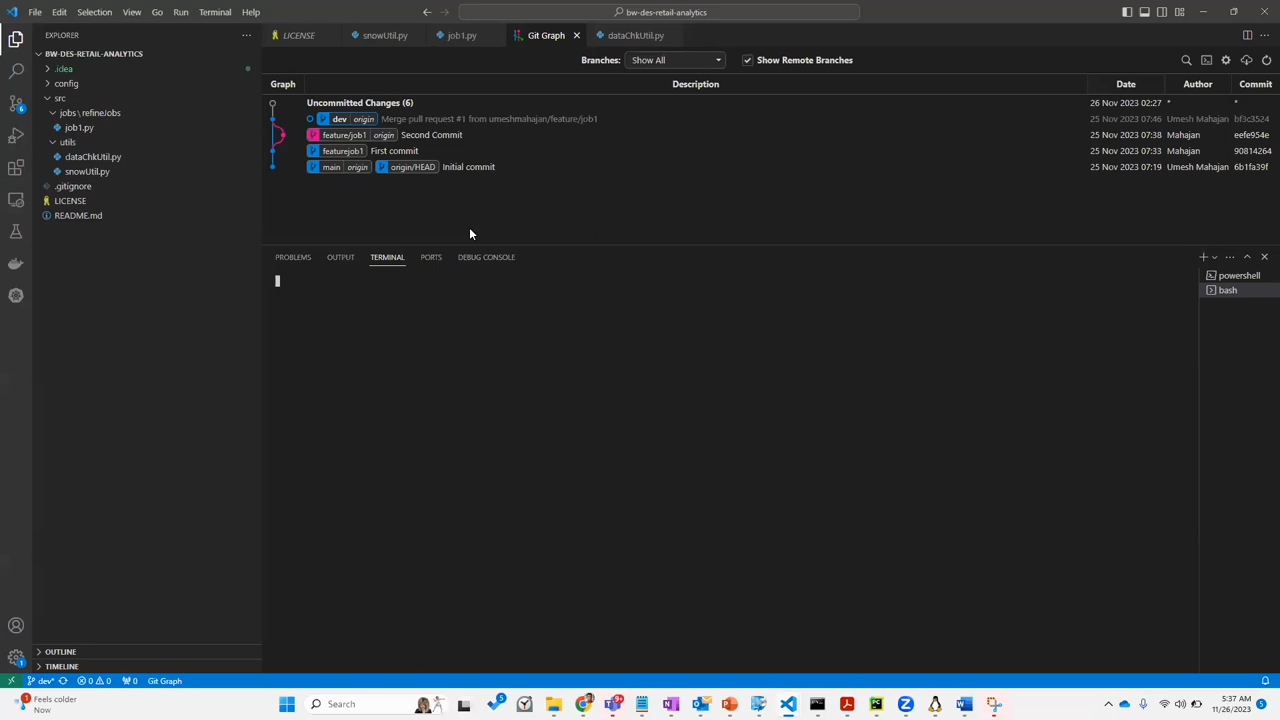 File Edit Selection View Go Run Terminal Help
bw-des-retail-analytics
EXPLORER
LICENSE snowUtil.py job1.py Git Graph dataChkUtil.py
BW-DES-RETAIL-ANALYTICS
.idea
config
src
jobs \ refineJobs
job1.py
utils
dataChkUtil.py
snowUtil.py
.gitignore
LICENSE
README.md
OUTLINE
TIMELINE
6
1
Branches: Show All Show Remote Branches
Graph Description Date Author Commit
Uncommitted Changes (6) 26 Nov 2023 02:27 * *
dev origin Merge pull request #1 from umeshmahajan/feature/job1 25 Nov 2023 07:46 Umesh Mahajan bf3c3524
feature/job1 origin Second Commit 25 Nov 2023 07:38 Mahajan eefe954e
featurejob1 First commit 25 Nov 2023 07:33 Mahajan 90814264
main origin origin/HEAD Initial commit 25 Nov 2023 07:19 Umesh Mahajan 6b1fa39f
PROBLEMS OUTPUT TERMINAL PORTS DEBUG CONSOLE
powershell
bash
dev* 0 0 0 Git Graph
1 Feels colder
Now
Search
5
9+
5:37 AM
11/26/2023
5